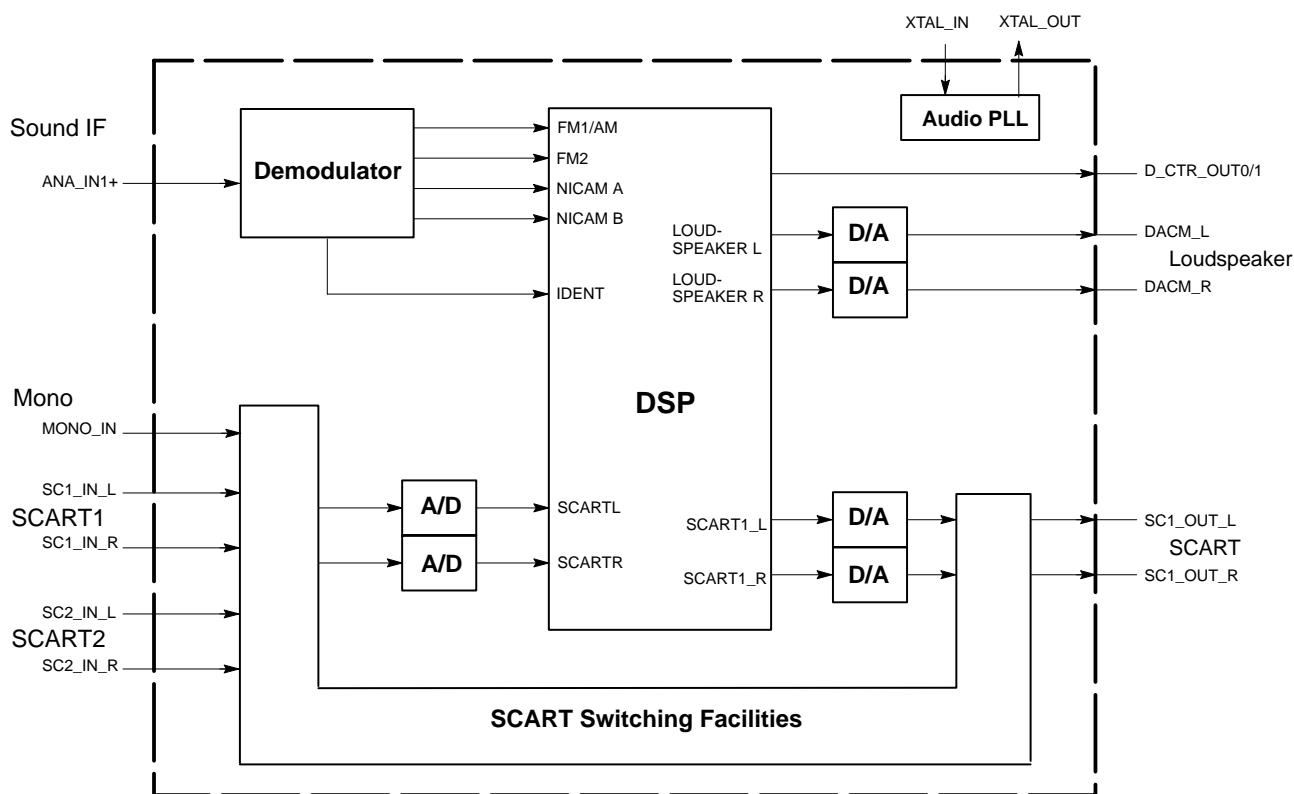 XTAL_IN
XTAL_OUT
Audio PLL
Sound IF
ANA_IN1+
Demodulator
FM1/AM
FM2
NICAM A
NICAM B
IDENT
D_CTR_OUT0/1
LOUD-
SPEAKER L
D/A
DACM_L
Loudspeaker
LOUD-
SPEAKER R
D/A
DACM_R
DSP
Mono
MONO_IN
SC1_IN_L
SCART1
SC1_IN_R
SC2_IN_L
SCART2
SC2_IN_R
A/D
SCARTL
A/D
SCARTR
SCART1_L
D/A
SC1_OUT_L
SCART
SCART1_R
D/A
SC1_OUT_R
SCART Switching Facilities